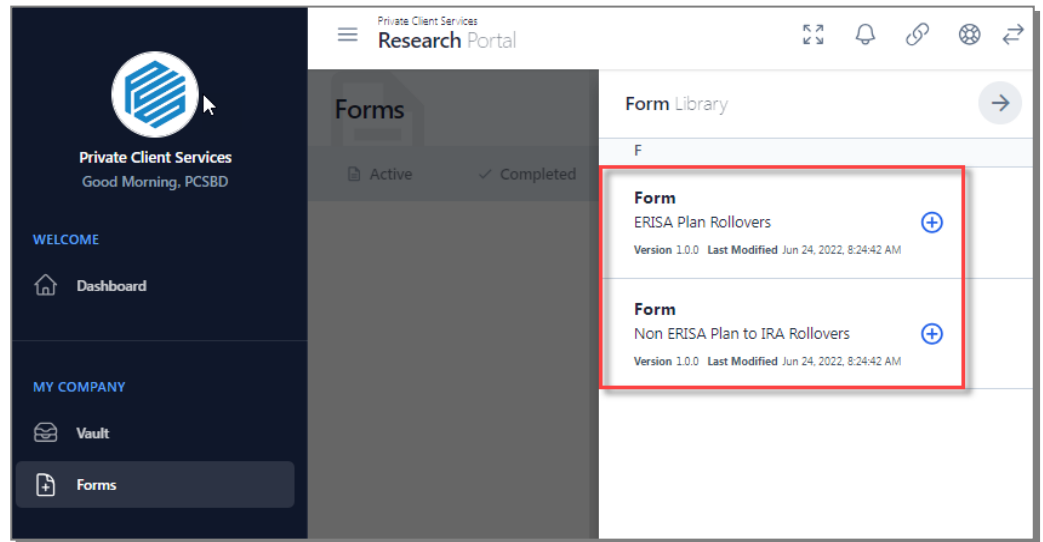 Private Client Services
Good Morning, PCSBD
WELCOME
Dashboard
MY COMPANY
Vault
Forms
Private Client Services
Research Portal
Forms
Active
Completed
Form Library
F
Form
ERISA Plan Rollovers
Version 1.0.0 Last Modified Jun 24, 2022, 8:24:42 AM
Form
Non ERISA Plan to IRA Rollovers
Version 1.0.0 Last Modified Jun 24, 2022, 8:24:42 AM